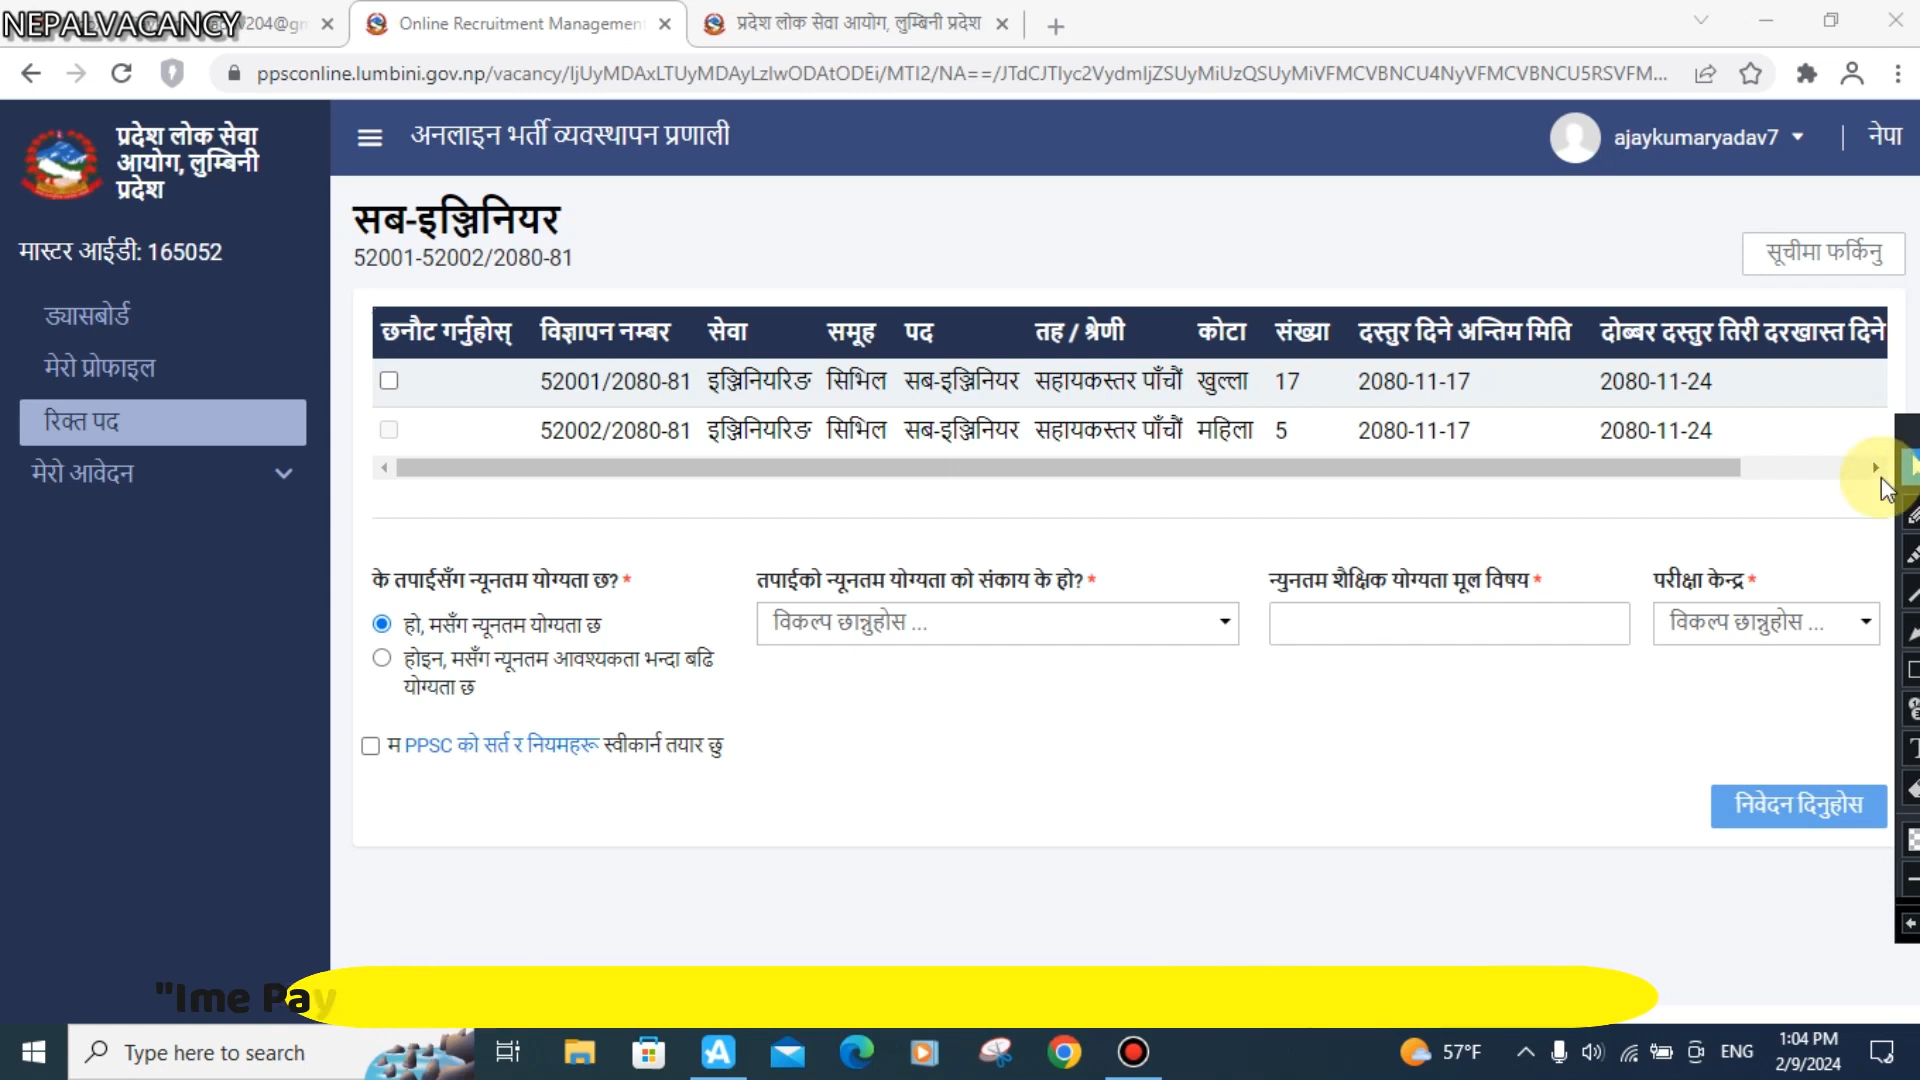 NEPALVACANCY
204@gm
Online Recruitment Managemen
प्रदेश लोक सेवा आयोग, लुम्बिनी प्रदेश
ppsconline.lumbini.gov.np/vacancy/IjUyMDAxLTUyMDAyLzIwODAtODEi/MTI2/NA==/JTdCJTIyc2VydmljZSUyMiUzQSUyMiVFMCVBNCU4NyVFMCVBNCU5RSVFM...
प्रदेश लोक सेवा
आयोग, लुम्बिनी
प्रदेश
अनलाइन भर्ती व्यवस्थापन प्रणाली
ajaykumaryadav7
नेपा
मास्टर आईडी: 165052
ड्यासबोर्ड
मेरो प्रोफाइल
रिक्त पद
मेरो आवेदन
सब-इञ्जिनियर
52001-52002/2080-81
सूचीमा फर्किनु
छनौट गर्नुहोस् विज्ञापन नम्बर सेवा समूह पद तह / श्रेणी कोटा संख्या दस्तुर दिने अन्तिम मिति दोब्बर दस्तुर तिरी दरखास्त दिने
52001/2080-81 इञ्जिनियरिङ सिभिल सब-इञ्जिनियर सहायकस्तर पाँचौं खुल्ला 17 2080-11-17 2080-11-24
52002/2080-81 इञ्जिनियरिङ सिभिल सब-इञ्जिनियर सहायकस्तर पाँचौं महिला 5 2080-11-17 2080-11-24
के तपाईसँग न्यूनतम योग्यता छ? *
हो, मसँग न्यूनतम योग्यता छ
होइन, मसँग न्यूनतम आवश्यकता भन्दा बढि
योग्यता छ
तपाईको न्यूनतम योग्यता को संकाय के हो? *
विकल्प छान्नुहोस ...
न्युनतम शैक्षिक योग्यता मूल विषय *
परीक्षा केन्द्र *
विकल्प छान्नुहोस ...
म PPSC को सर्त र नियमहरू स्वीकार्न तयार छु
निवेदन दिनुहोस
"Ime Pay
Type here to search
57°F
ENG
1:04 PM
2/9/2024